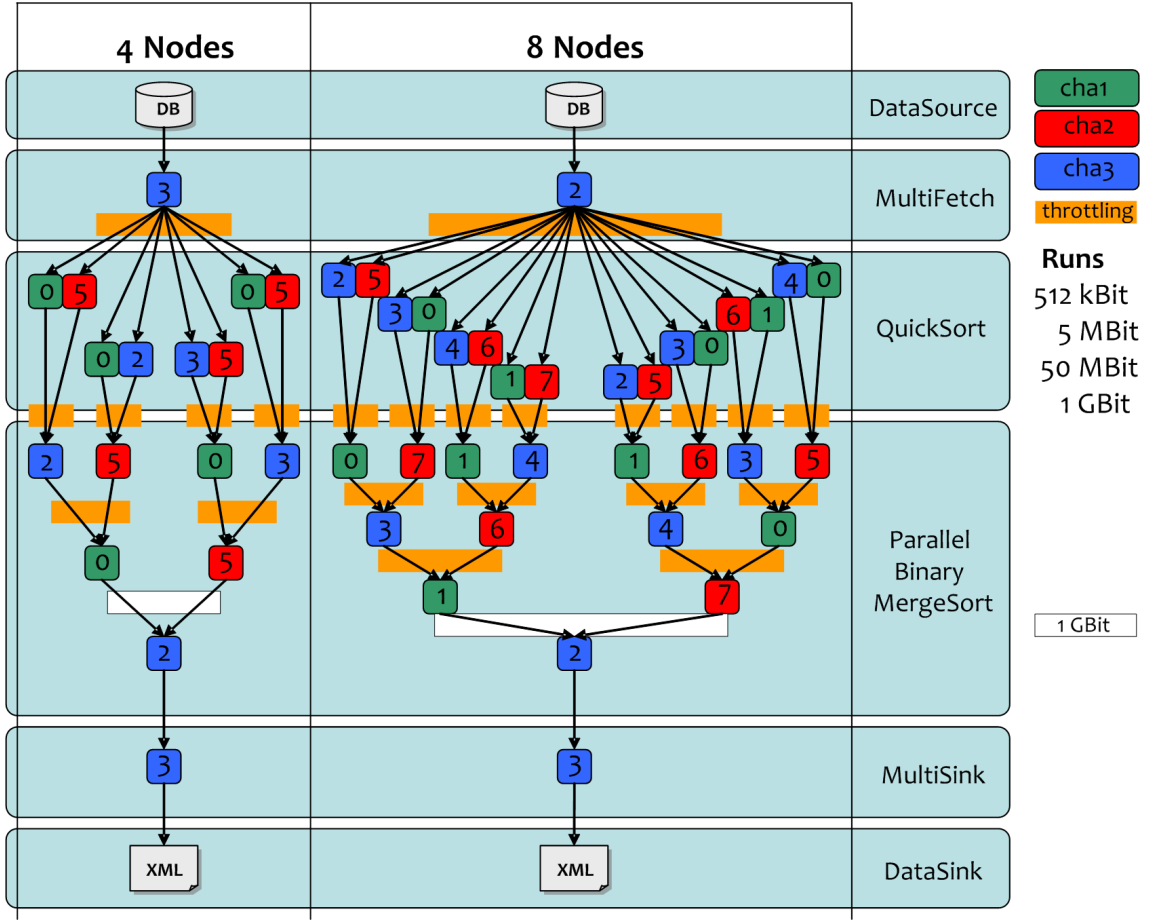 4 Nodes
8 Nodes
DB
DB
DataSource
cha1
cha2
cha3
throttling
3
2
MultiFetch
Runs
512 kBit
5 MBit
50 MBit
1 GBit
0 5
0 5
2 5
4 0
3 0
6 1
0 2
3 5
4 6
3 0
1 7
2 5
QuickSort
2 5 0 3
0 7 1 4 1 6 3 5
3 6 4 0
0 5
1 7
Parallel
Binary
MergeSort
1 GBit
2
2
3
3
MultiSink
XML
XML
DataSink